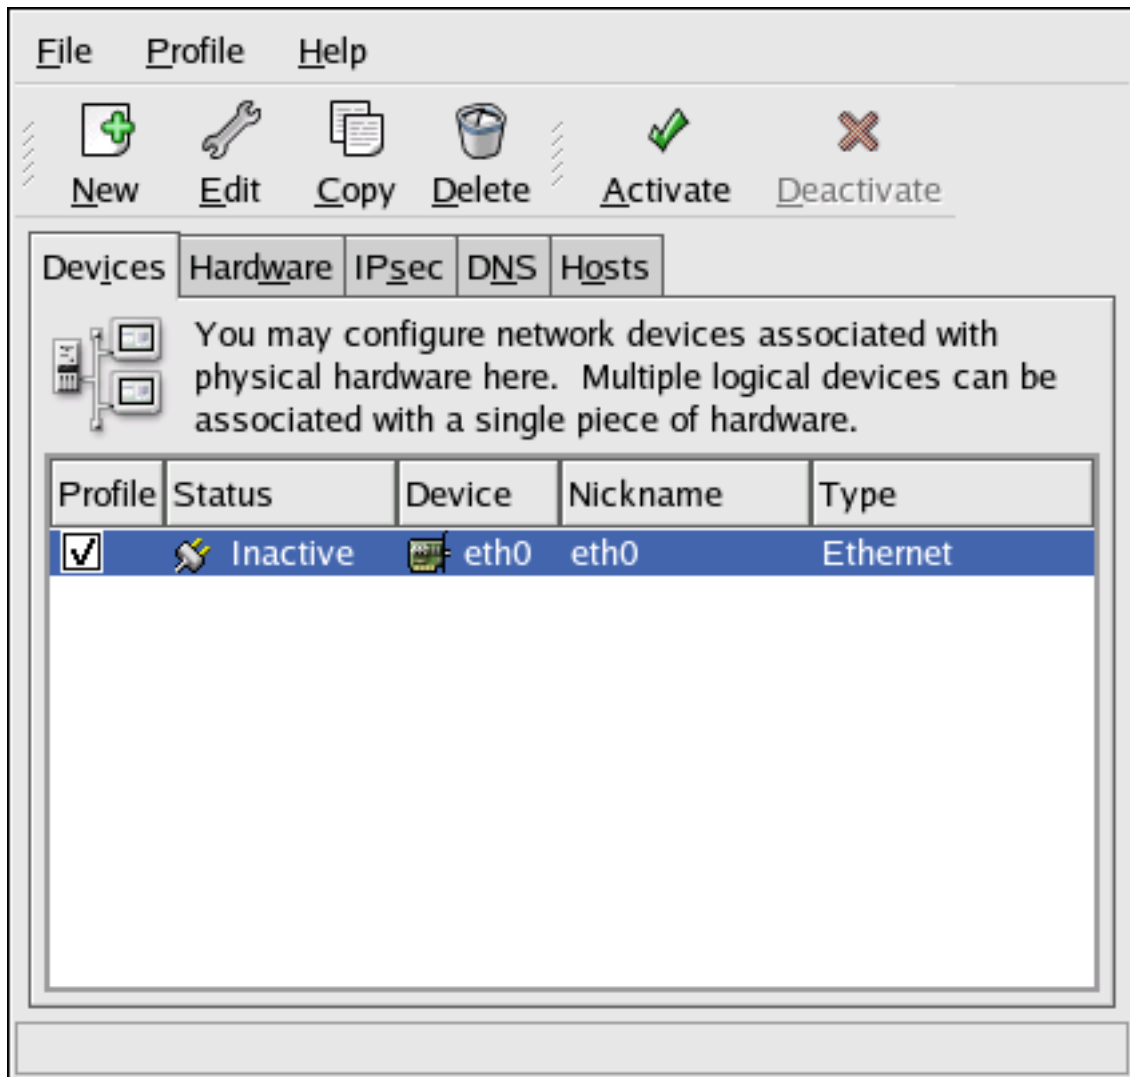 File Profile Help
New Edit Copy Delete Activate Deactivate
Devices Hardware IPsec DNS Hosts
You may configure network devices associated with
physical hardware here. Multiple logical devices can be
associated with a single piece of hardware.
Profile Status Device Nickname Type
Inactive eth0 eth0 Ethernet